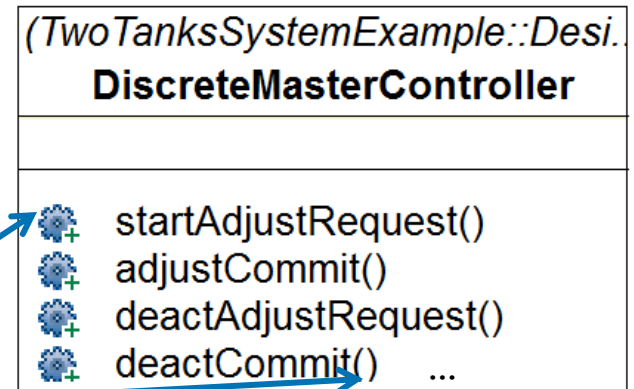 (TwoTanksSystemExample::Desi..
DiscreteMasterController
startAdjustRequest()
adjustCommit()
deactAdjustRequest()
deactCommit() ...